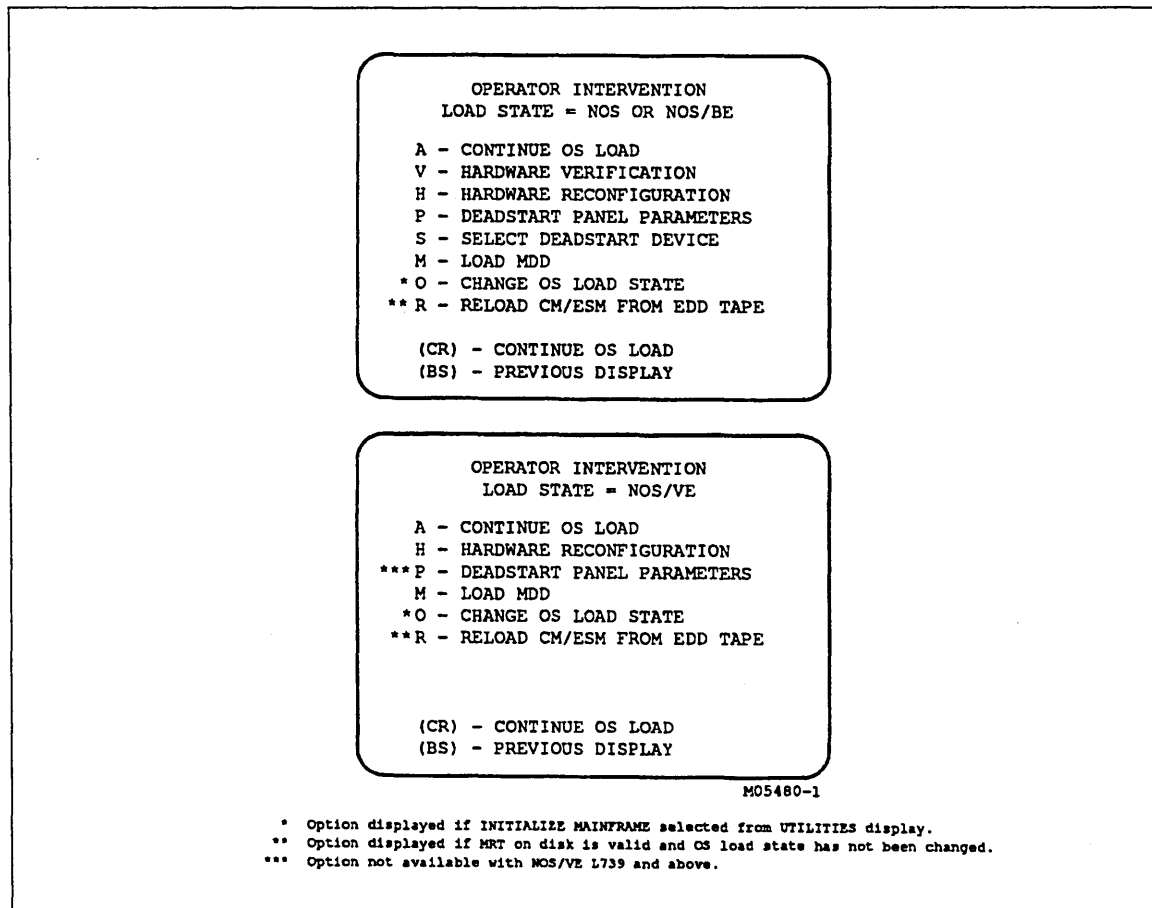 OPERATOR INTERVENTION
LOAD STATE = NOS OR NOS/BE
A - CONTINUE OS LOAD
V - HARDWARE VERIFICATION
H - HARDWARE RECONFIGURATION
P - DEADSTART PANEL PARAMETERS
S - SELECT DEADSTART DEVICE
M - LOAD MDD
* O - CHANGE OS LOAD STATE
** R - RELOAD CM/ESM FROM EDD TAPE
(CR) - CONTINUE OS LOAD
(BS) - PREVIOUS DISPLAY
OPERATOR INTERVENTION
LOAD STATE = NOS/VE
A - CONTINUE OS LOAD
H - HARDWARE RECONFIGURATION
***P - DEADSTART PANEL PARAMETERS
M - LOAD MDD
*O - CHANGE OS LOAD STATE
**R - RELOAD CM/ESM FROM EDD TAPE
(CR) - CONTINUE OS LOAD
(BS) - PREVIOUS DISPLAY
M05480-1
* Option displayed if INITIALIZE MAINFRAME selected from UTILITIES display.
** Option displayed if MRT on disk is valid and OS load state has not been changed.
*** Option not available with NOS/VE L739 and above.